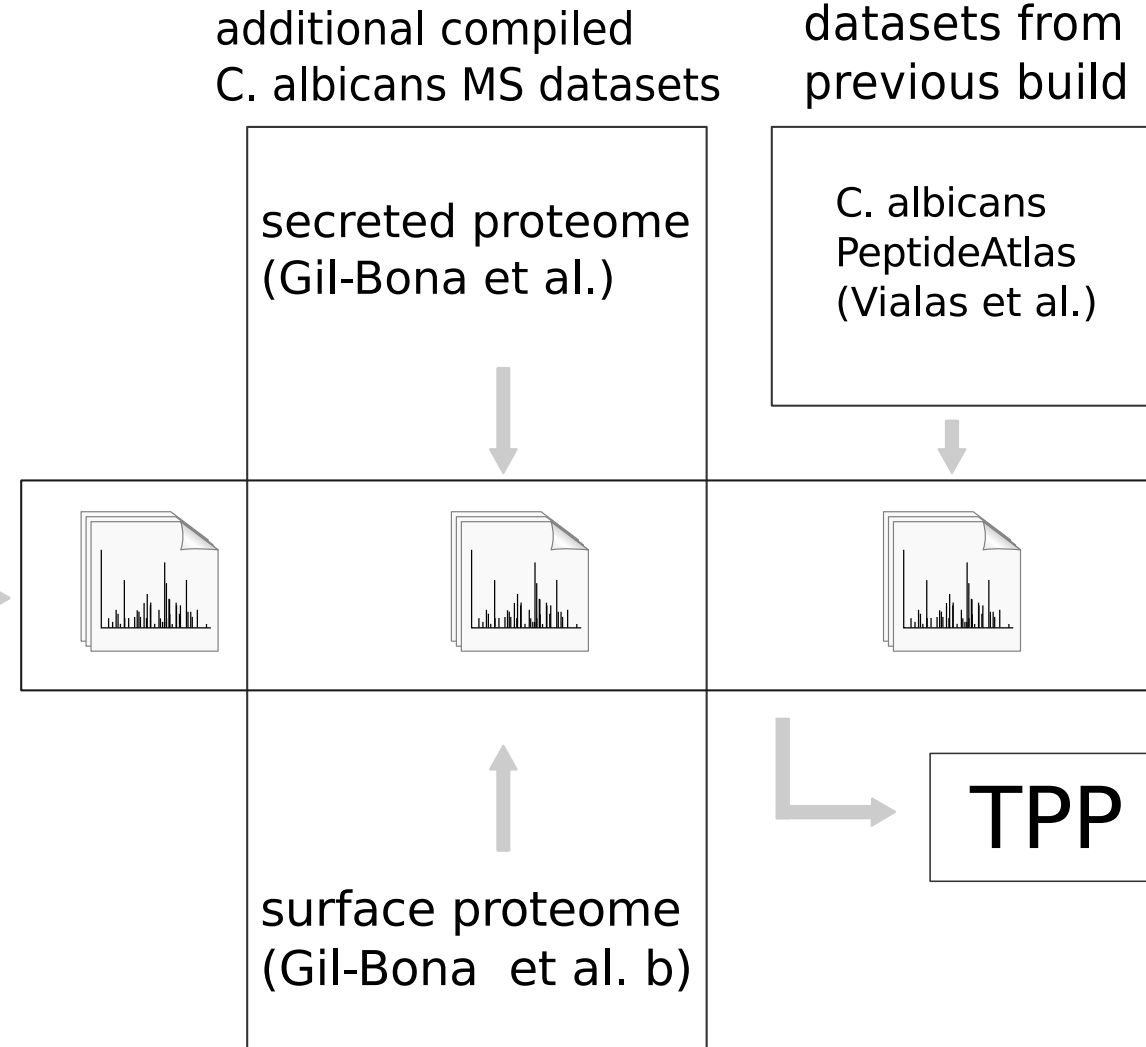 additional compiled
C. albicans MS datasets
datasets from
previous build
secreted proteome
(Gil-Bona et al.)
C. albicans
PeptideAtlas
(Vialas et al.)
TPP
surface proteome
(Gil-Bona  et al. b)